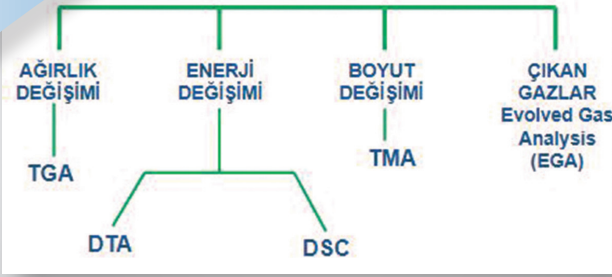 AĞIRLIK
DEĞİŞİMİ
TGA
ENERJİ
DEĞİŞİMİ
DTA
DSC
BOYUT
DEĞİŞİMİ
TMA
ÇIKAN
GAZLAR
Evolved Gas
Analysis
(EGA)